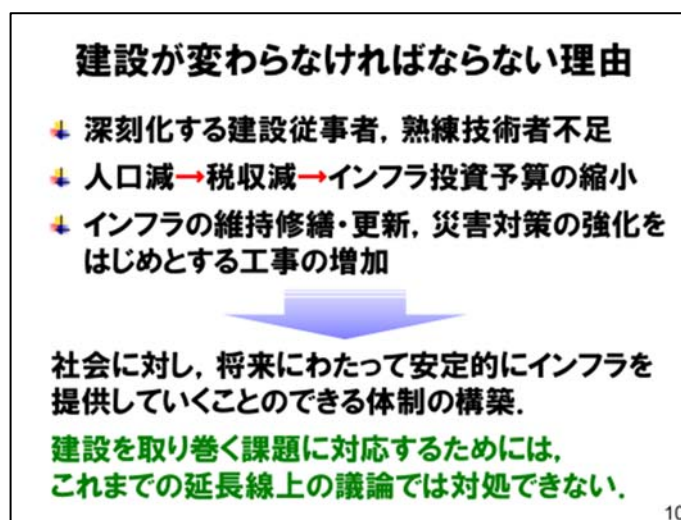 建設が変わらなければならない理由
深刻化する建設従事者，熟練技術者不足
人口減→税収減→インフラ投資予算の縮小
インフラの維持修繕・更新，災害対策の強化を
はじめとする工事の増加
社会に対し，将来にわたって安定的にインフラを
提供していくことのできる体制の構築．
建設を取り巻く課題に対応するためには，
これまでの延長線上の議論では対処できない．
10